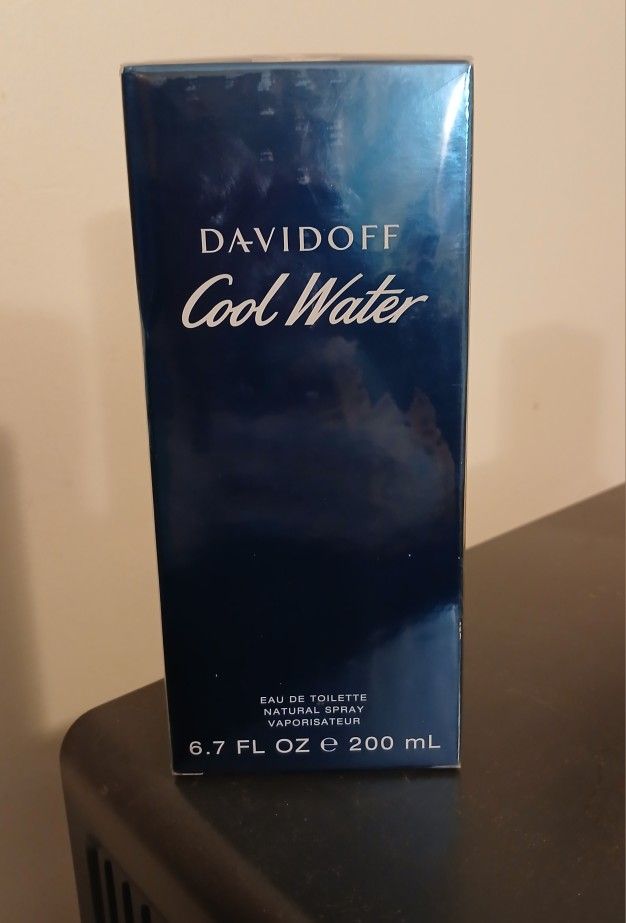 DAVIDOFF
Cool Water
EAU DE TOILETTE
NATURAL SPRAY
VAPORISATEUR
6.7 FL OZ ℮ 200 mL